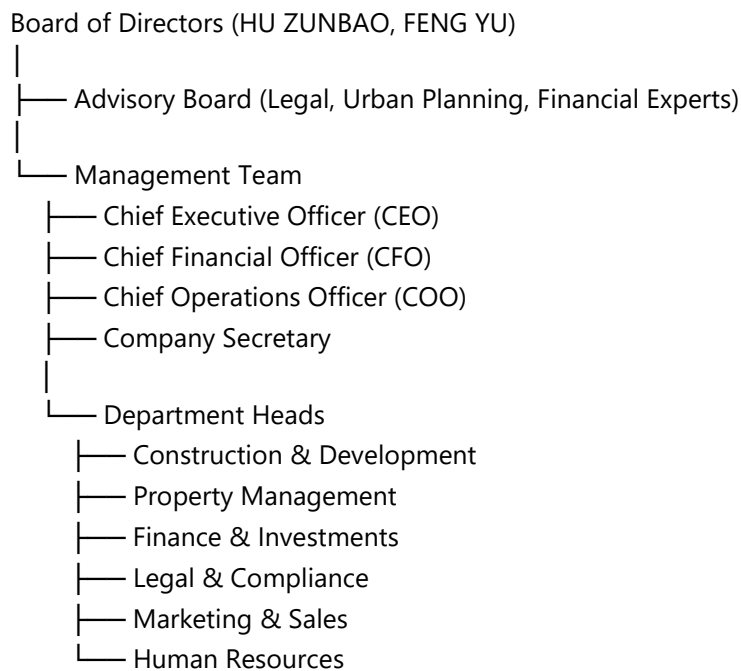 Board of Directors (HU ZUNBAO, FENG YU)
│
├── Advisory Board (Legal, Urban Planning, Financial Experts)
│
└── Management Team
    ├── Chief Executive Officer (CEO)
    ├── Chief Financial Officer (CFO)
    ├── Chief Operations Officer (COO)
    ├── Company Secretary
    │
    └── Department Heads
        ├── Construction & Development
        ├── Property Management
        ├── Finance & Investments
        ├── Legal & Compliance
        ├── Marketing & Sales
        └── Human Resources